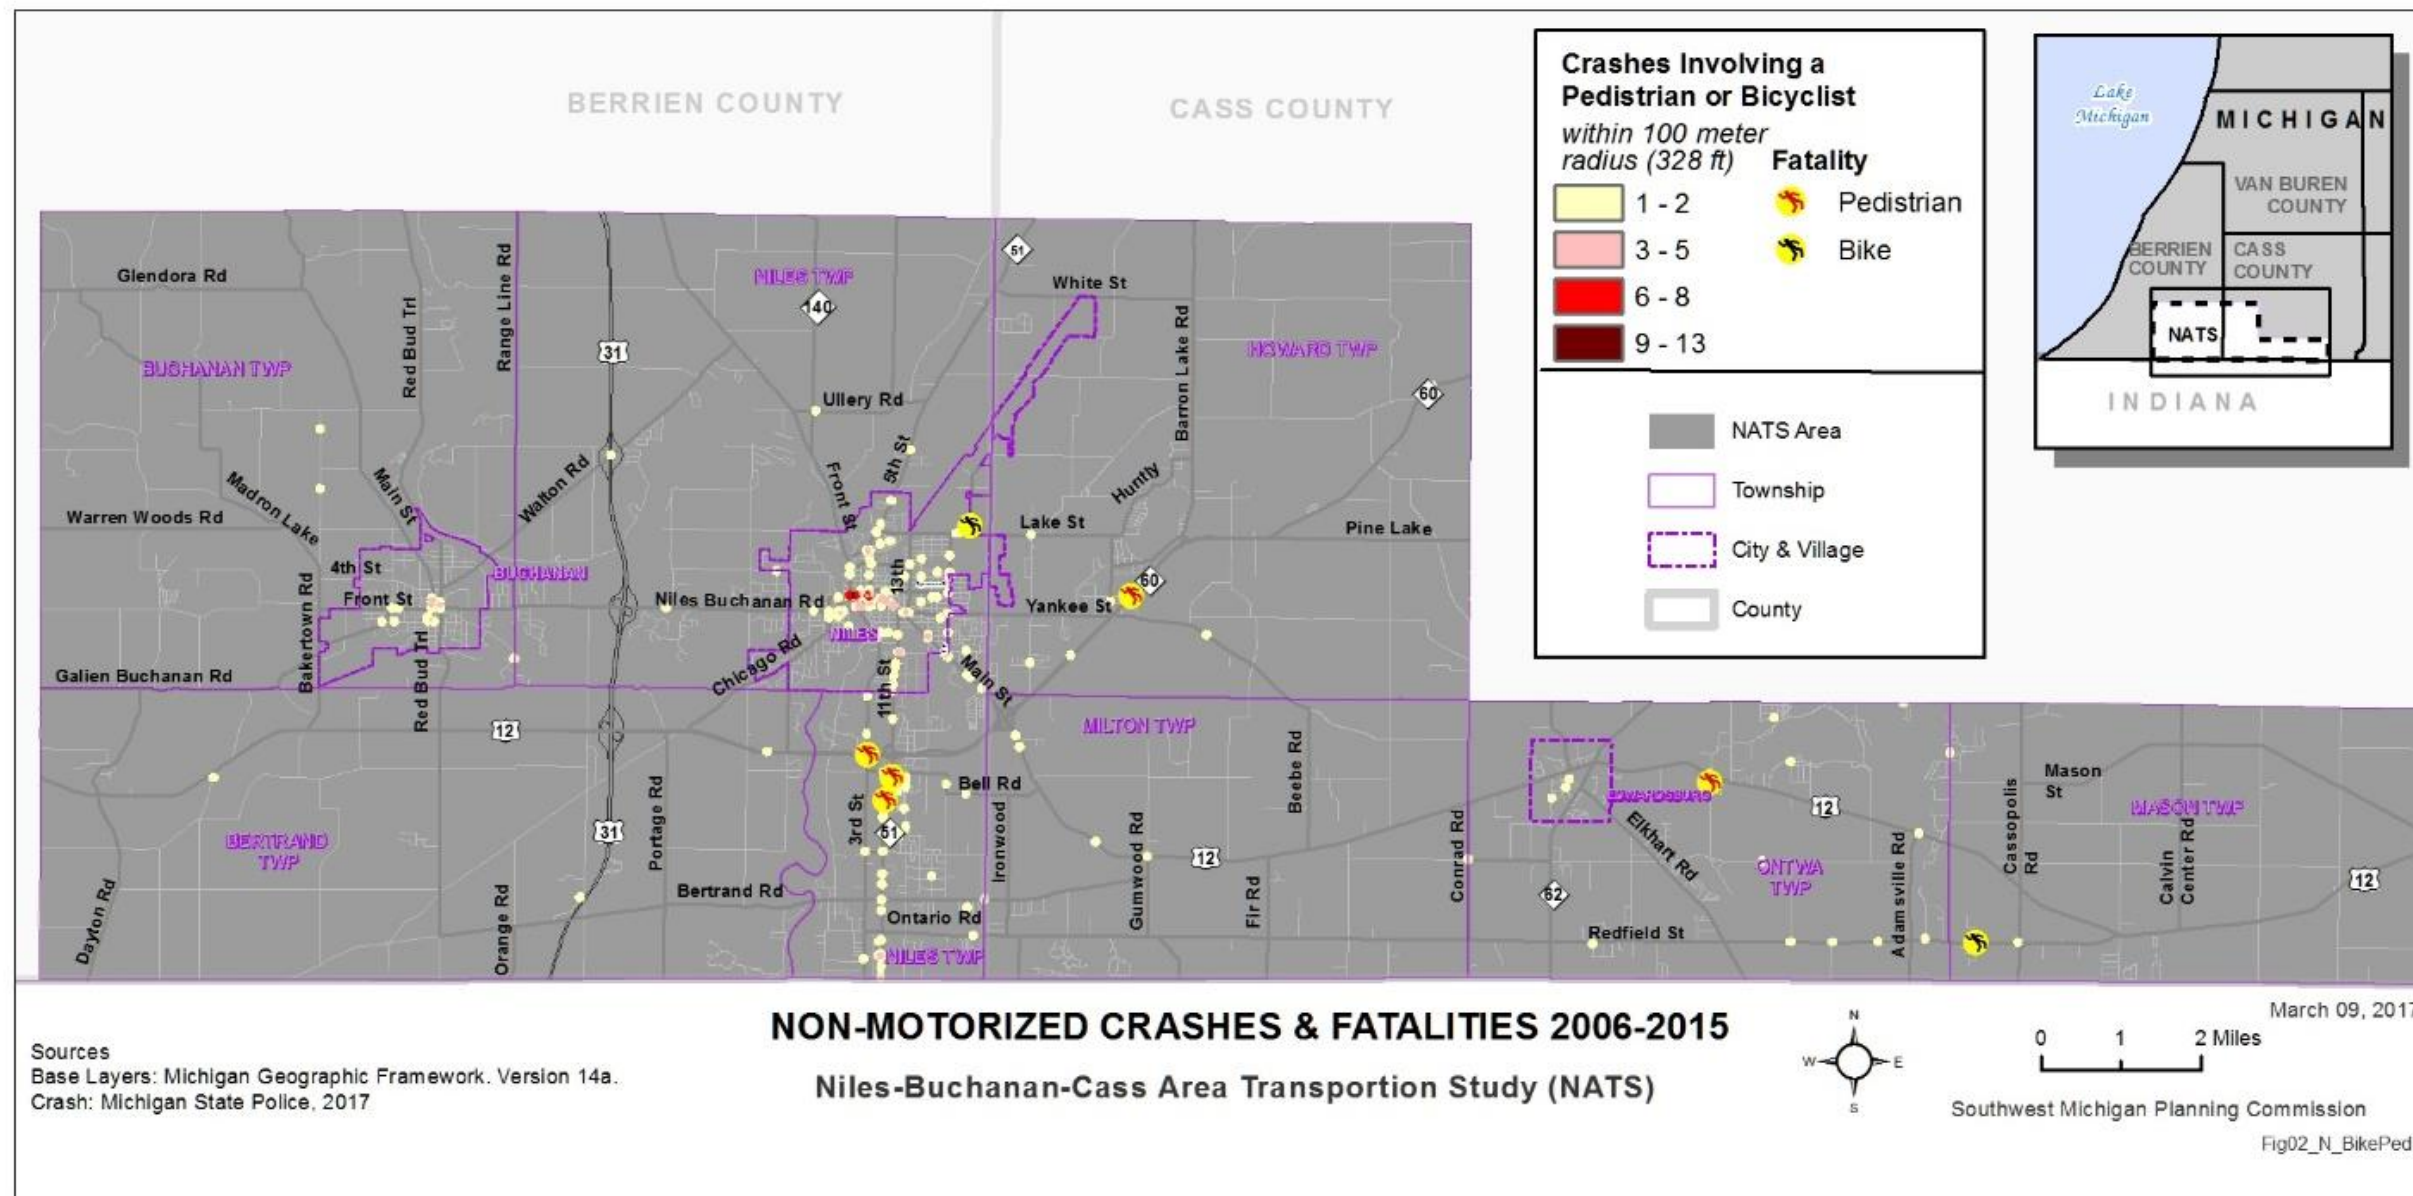 BERRIEN COUNTY
CASS COUNTY
Crashes Involving a
Pedistrian or Bicyclist
within 100 meter
radius (328 ft)
Fatality
1 - 2
Pedistrian
3 - 5
Bike
6 - 8
9 - 13
NATS Area
Township
City & Village
County
Lake
Michigan
MICHIGAN
VAN BUREN
COUNTY
BERRIEN
COUNTY
CASS
COUNTY
NATS
INDIANA
Glendora Rd
Red Bud Trl
Range Line Rd
NILES TWP
140
51
White St
31
BUCHANAN TWP
Barron Lake Rd
HOWARD TWP
60
Ullery Rd
5th St
Front St
Main St
Walton Rd
Huntly
Madron Lake
Warren Woods Rd
Lake St
Pine Lake
4th St
BUCHANAN
13th
60
Bakertown Rd
Front St
Niles Buchanan Rd
Yankee St
NILES
Red Bud Trl
Chicago Rd
11th St
Main St
Galien Buchanan Rd
12
MILTON TWP
Beebe Rd
Bell Rd
Portage Rd
3rd St
51
Ironwood
31
BERTRAND
TWP
Gumwood Rd
12
Conrad Rd
EDWARDSBURG
Elkhart Rd
12
Mason
St
MASON TWP
Cassopolis
Rd
Adamsville Rd
Calvin
Center Rd
12
ONTWA
TWP
62
Dayton Rd
Orange Rd
Bertrand Rd
Ontario Rd
Fir Rd
Redfield St
NILES TWP
NON-MOTORIZED CRASHES & FATALITIES 2006-2015
Niles-Buchanan-Cass Area Transportion Study (NATS)
Sources
Base Layers: Michigan Geographic Framework. Version 14a.
Crash: Michigan State Police, 2017
N
W
E
S
March 09, 2017
0 1 2 Miles
Southwest Michigan Planning Commission
Fig02_N_BikePed